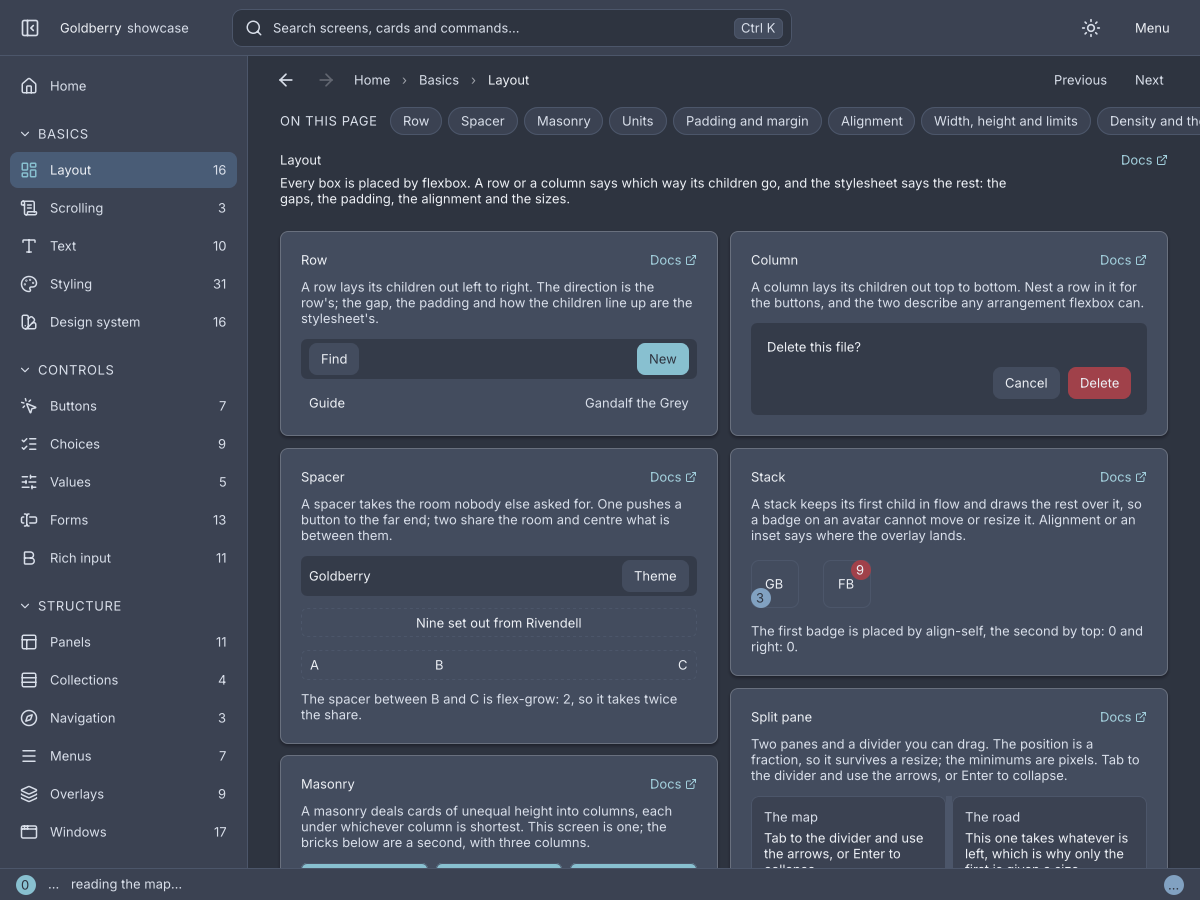 Goldberry showcase
Search screens, cards and commands...
Ctrl K
Menu
Home
BASICS
Layout 16
Scrolling 3
Text 10
Styling 31
Design system 16
CONTROLS
Buttons 7
Choices 9
Values 5
Forms 13
Rich input 11
STRUCTURE
Panels 11
Collections 4
Navigation 3
Menus 7
Overlays 9
Windows 17
Home › Basics › Layout
Previous
Next
ON THIS PAGE
Row
Spacer
Masonry
Units
Padding and margin
Alignment
Width, height and limits
Density and the
Layout
Docs
Every box is placed by flexbox. A row or a column says which way its children go, and the stylesheet says the rest: the
gaps, the padding, the alignment and the sizes.
Row
Docs
A row lays its children out left to right. The direction is the
row's; the gap, the padding and how the children line up are the
stylesheet's.
Find
New
Guide
Gandalf the Grey
Column
Docs
A column lays its children out top to bottom. Nest a row in it for
the buttons, and the two describe any arrangement flexbox can.
Delete this file?
Cancel
Delete
Spacer
Docs
A spacer takes the room nobody else asked for. One pushes a
button to the far end; two share the room and centre what is
between them.
Goldberry
Theme
Nine set out from Rivendell
A B C
The spacer between B and C is flex-grow: 2, so it takes twice
the share.
Stack
Docs
A stack keeps its first child in flow and draws the rest over it, so
a badge on an avatar cannot move or resize it. Alignment or an
inset says where the overlay lands.
GB
3
FB
9
The first badge is placed by align-self, the second by top: 0 and
right: 0.
Masonry
Docs
A masonry deals cards of unequal height into columns, each
under whichever column is shortest. This screen is one; the
bricks below are a second, with three columns.
Split pane
Docs
Two panes and a divider you can drag. The position is a
fraction, so it survives a resize; the minimums are pixels. Tab to
the divider and use the arrows, or Enter to collapse.
The map
Tab to the divider and use
the arrows, or Enter to
collapse.
The road
This one takes whatever is
left, which is why only the
first is given a size.
0 ... reading the map...
...